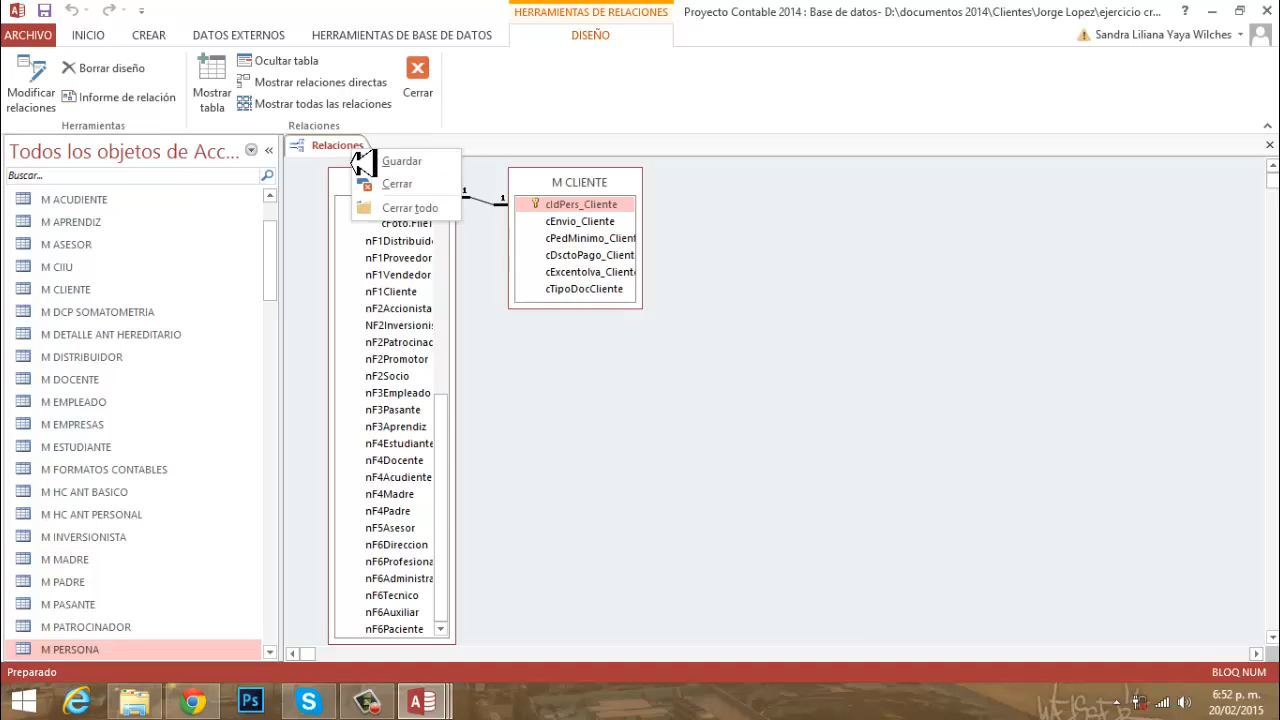 HERRAMIENTAS DE RELACIONES
Proyecto Contable 2014 : Base de datos- D:\documentos 2014\Clientes\Jorge Lopez\ejercicio cr...
ARCHIVO
INICIO
CREAR
DATOS EXTERNOS
HERRAMIENTAS DE BASE DE DATOS
DISEÑO
Sandra Liliana Yaya Wilches
Modificar
relaciones
Borrar diseño
Informe de relación
Herramientas
Mostrar
tabla
Ocultar tabla
Mostrar relaciones directas
Mostrar todas las relaciones
Relaciones
Cerrar
Todos los objetos de Acc...
Buscar...
M ACUDIENTE
M APRENDIZ
M ASESOR
M CIIU
M CLIENTE
M DCP SOMATOMETRIA
M DETALLE ANT HEREDITARIO
M DISTRIBUIDOR
M DOCENTE
M EMPLEADO
M EMPRESAS
M ESTUDIANTE
M FORMATOS CONTABLES
M HC ANT BASICO
M HC ANT PERSONAL
M INVERSIONISTA
M MADRE
M PADRE
M PASANTE
M PATROCINADOR
M PERSONA
Relaciones
Guardar
Cerrar
Cerrar todo
nF1Distribuido
nF1Proveedor
nF1Vendedor
nF1Cliente
nF2Accionista
NF2Inversionis
nF2Patrocinac
nF2Promotor
nF2Socio
nF3Empleado
nF3Pasante
nF3Aprendiz
nF4Estudiante
nF4Docente
nF4Acudiente
nF4Madre
nF4Padre
nF5Asesor
nF6Direccion
nF6Profesiona
nF6Administra
nF6Tecnico
nF6Auxiliar
nF6Paciente
1
1
M CLIENTE
cIdPers_Cliente
cEnvio_Cliente
cPedMinimo_Client
cDsctoPago_Client
cExcentoIva_Cliente
cTipoDocCliente
Preparado
BLOQ NUM
6:52 p. m.
20/02/2015